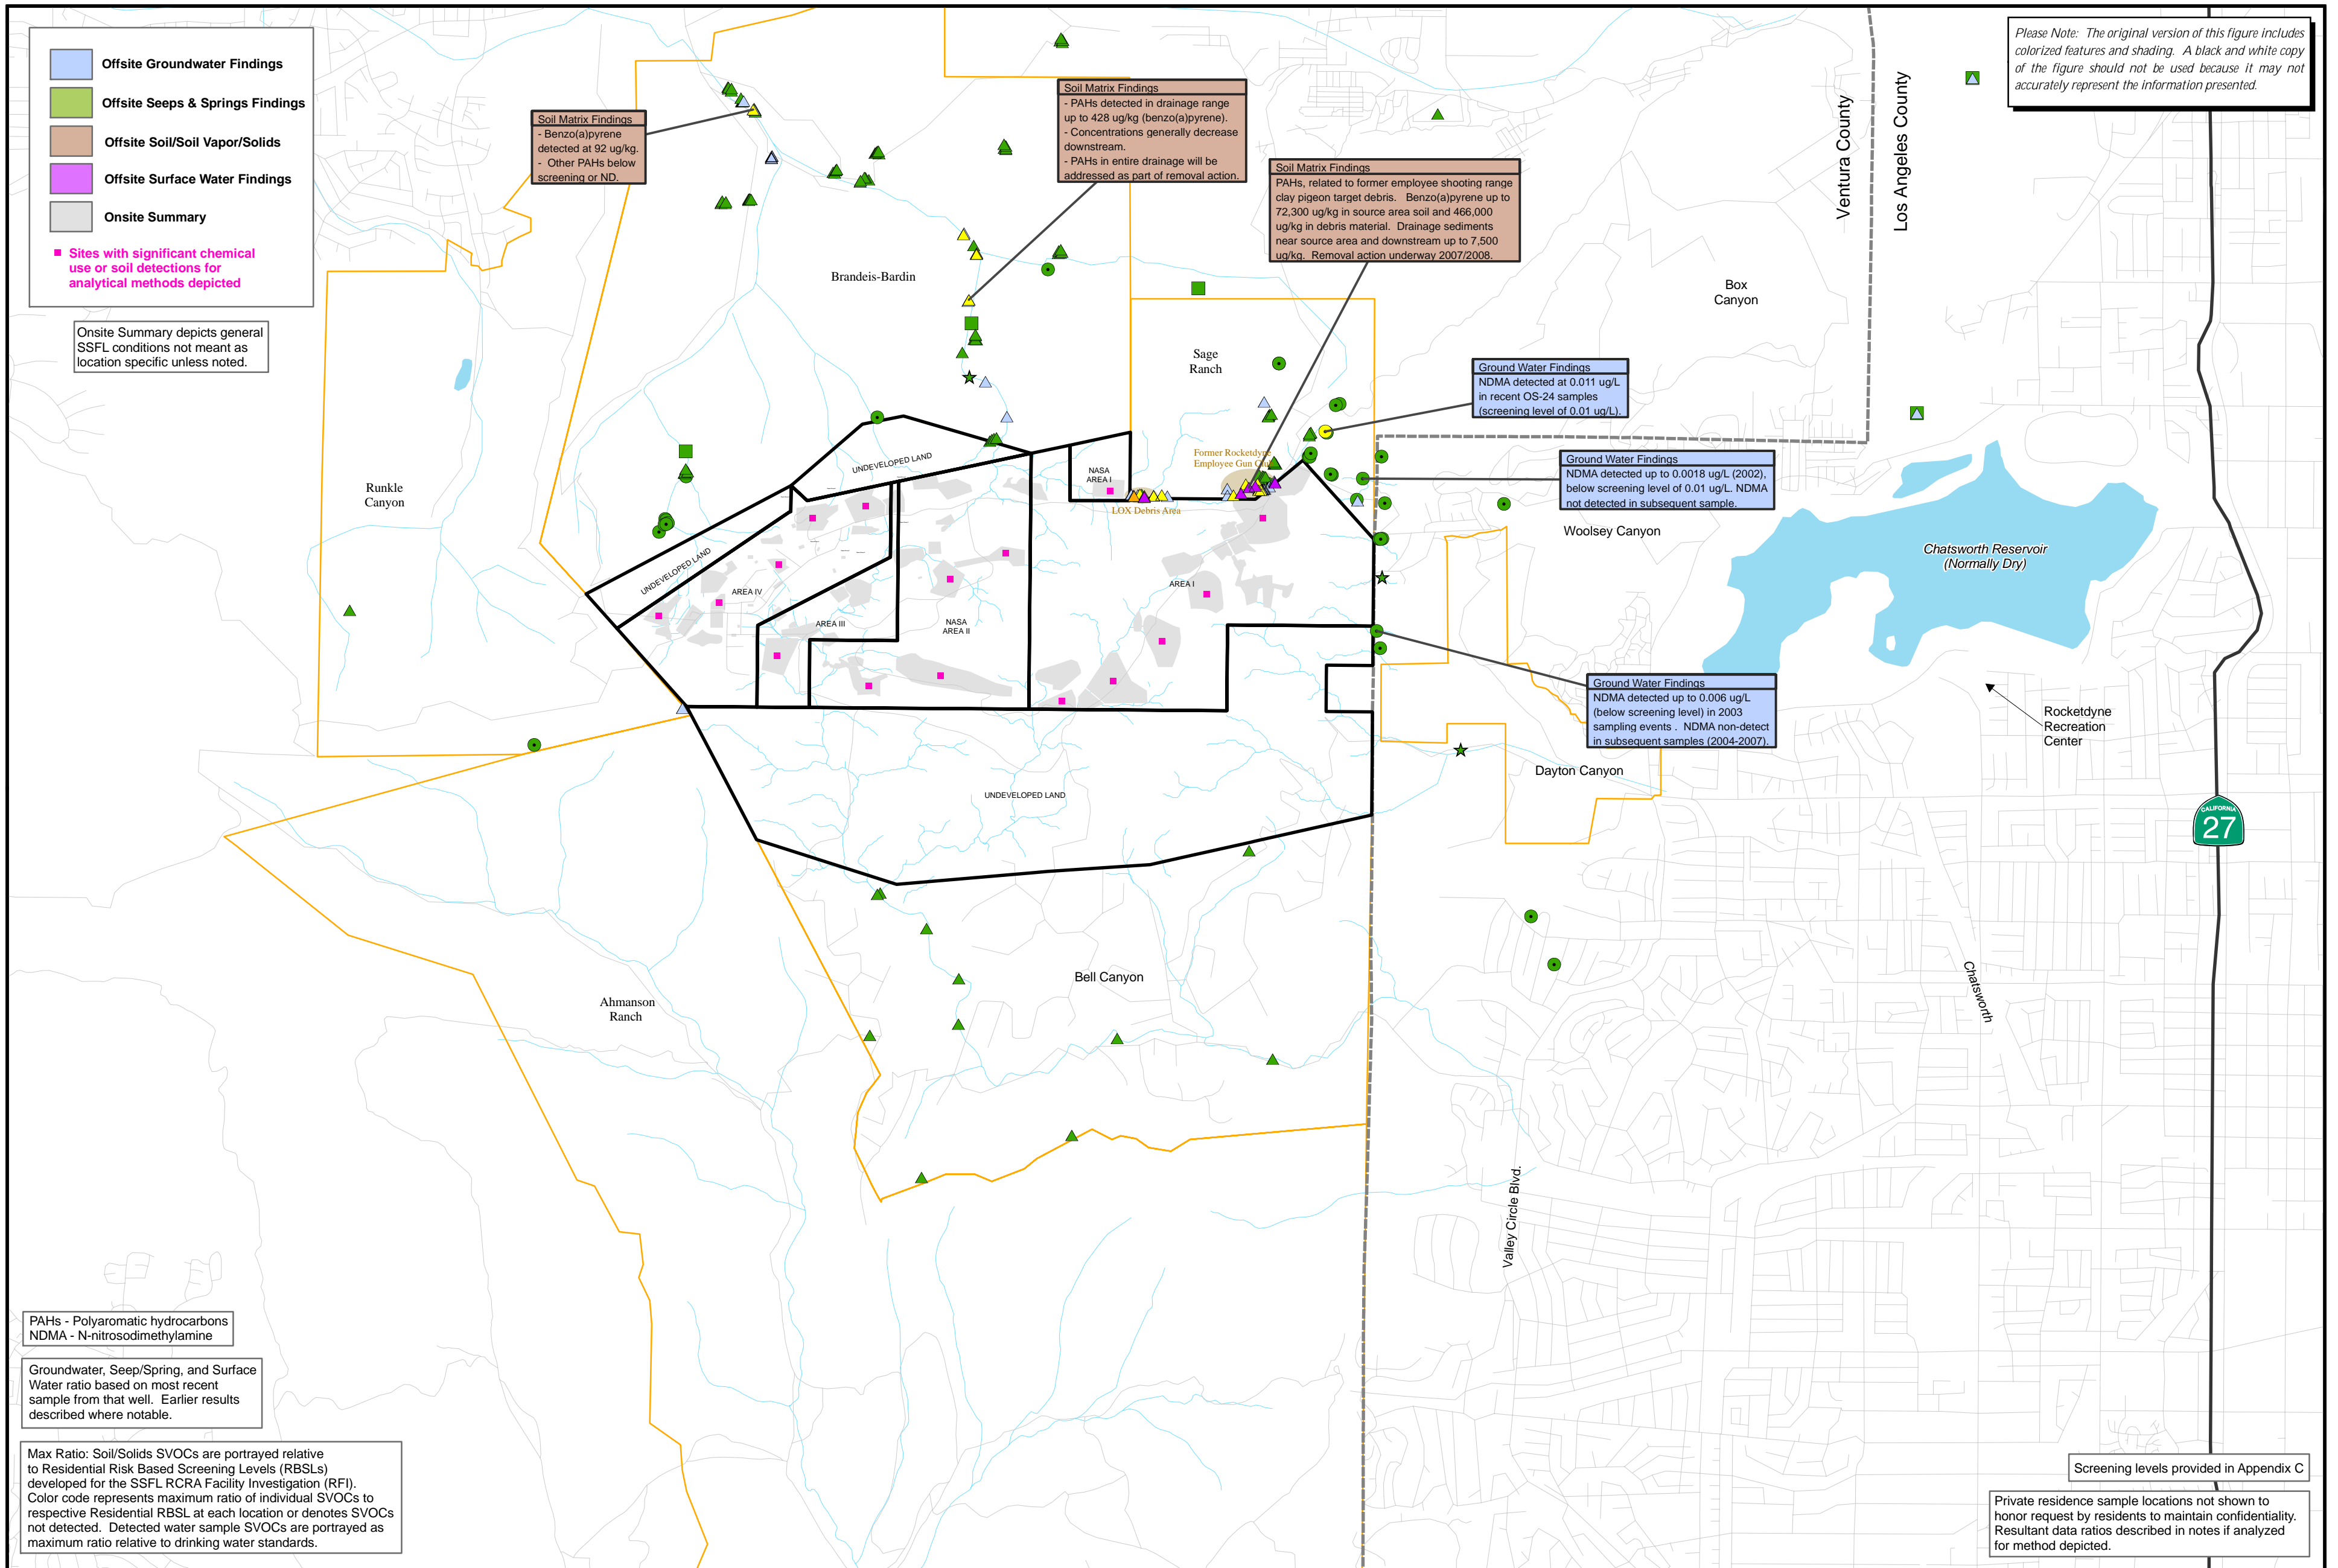 Offsite Groundwater Findings
Offsite Seeps & Springs Findings
Offsite Soil/Soil Vapor/Solids
Offsite Surface Water Findings
Onsite Summary
Sites with significant chemical
use or soil detections for
analytical methods depicted
Onsite Summary depicts general
SSFL conditions not meant as
location specific unless noted.
Please Note: The original version of this figure includes
colorized features and shading. A black and white copy
of the figure should not be used because it may not
accurately represent the information presented.
Soil Matrix Findings
- Benzo(a)pyrene
detected at 92 ug/kg.
- Other PAHs below
screening or ND.
Soil Matrix Findings
- PAHs detected in drainage range
up to 428 ug/kg (benzo(a)pyrene).
- Concentrations generally decrease
downstream.
- PAHs in entire drainage will be
addressed as part of removal action.
Soil Matrix Findings
PAHs, related to former employee shooting range
clay pigeon target debris. Benzo(a)pyrene up to
72,300 ug/kg in source area soil and 466,000
ug/kg in debris material. Drainage sediments
near source area and downstream up to 7,500
ug/kg. Removal action underway 2007/2008.
Ventura County
Los Angeles County
Brandeis-Bardin
Box
Canyon
Sage
Ranch
Ground Water Findings
NDMA detected at 0.011 ug/L
in recent OS-24 samples
(screening level of 0.01 ug/L).
Former Rocketdyne
Employee Gun
Ground Water Findings
NDMA detected up to 0.0018 ug/L (2002),
below screening level of 0.01 ug/L. NDMA
not detected in subsequent sample.
UNDEVELOPED LAND
NASA
AREA I
LOX Debris Area
Runkle
Canyon
Woolsey Canyon
Chatsworth Reservoir
(Normally Dry)
UNDEVELOPED LAND
AREA IV
AREA III
NASA
AREA II
AREA I
Ground Water Findings
NDMA detected up to 0.006 ug/L
(below screening level) in 2003
sampling events . NDMA non-detect
in subsequent samples (2004-2007).
Rocketdyne
Recreation
Center
Dayton Canyon
UNDEVELOPED LAND
CALIFORNIA
27
Bell Canyon
Ahmanson
Ranch
Chatsworth
Valley Circle Blvd.
PAHs - Polyaromatic hydrocarbons
NDMA - N-nitrosodimethylamine
Groundwater, Seep/Spring, and Surface
Water ratio based on most recent
sample from that well. Earlier results
described where notable.
Max Ratio: Soil/Solids SVOCs are portrayed relative
to Residential Risk Based Screening Levels (RBSLs)
developed for the SSFL RCRA Facility Investigation (RFI).
Color code represents maximum ratio of individual SVOCs to
respective Residential RBSL at each location or denotes SVOCs
not detected. Detected water sample SVOCs are portrayed as
maximum ratio relative to drinking water standards.
Screening levels provided in Appendix C
Private residence sample locations not shown to
honor request by residents to maintain confidentiality.
Resultant data ratios described in notes if analyzed
for method depicted.